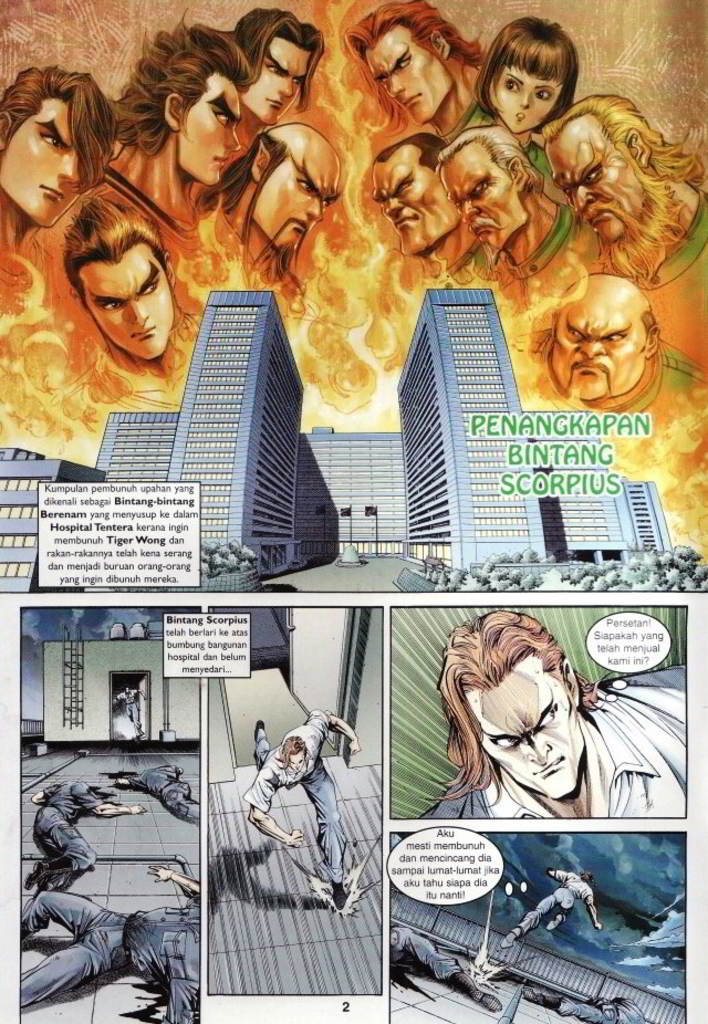 PENANGKAPAN
BINTANG
SCORPIUS
Kumpulan pembunuh upahan yang
dikenali sebagai Bintang-bintang
Berenam yang menyusup ke dalam
Hospital Tentera kerana ingin
membunuh Tiger Wong dan
rakan-rakannya telah kena serang
dan menjadi buruan orang-orang
yang ingin dibunuh mereka.
Bintang Scorpius
telah berlari ke atas
bumbung bangunan
hospital dan belum
menyedari...
Persetan!
Siapakah yang
telah menjual
kami ini?
Aku
mesti membunuh
dan mencincang dia
sampai lumat-lumat jika
aku tahu siapa dia
itu nanti!
2